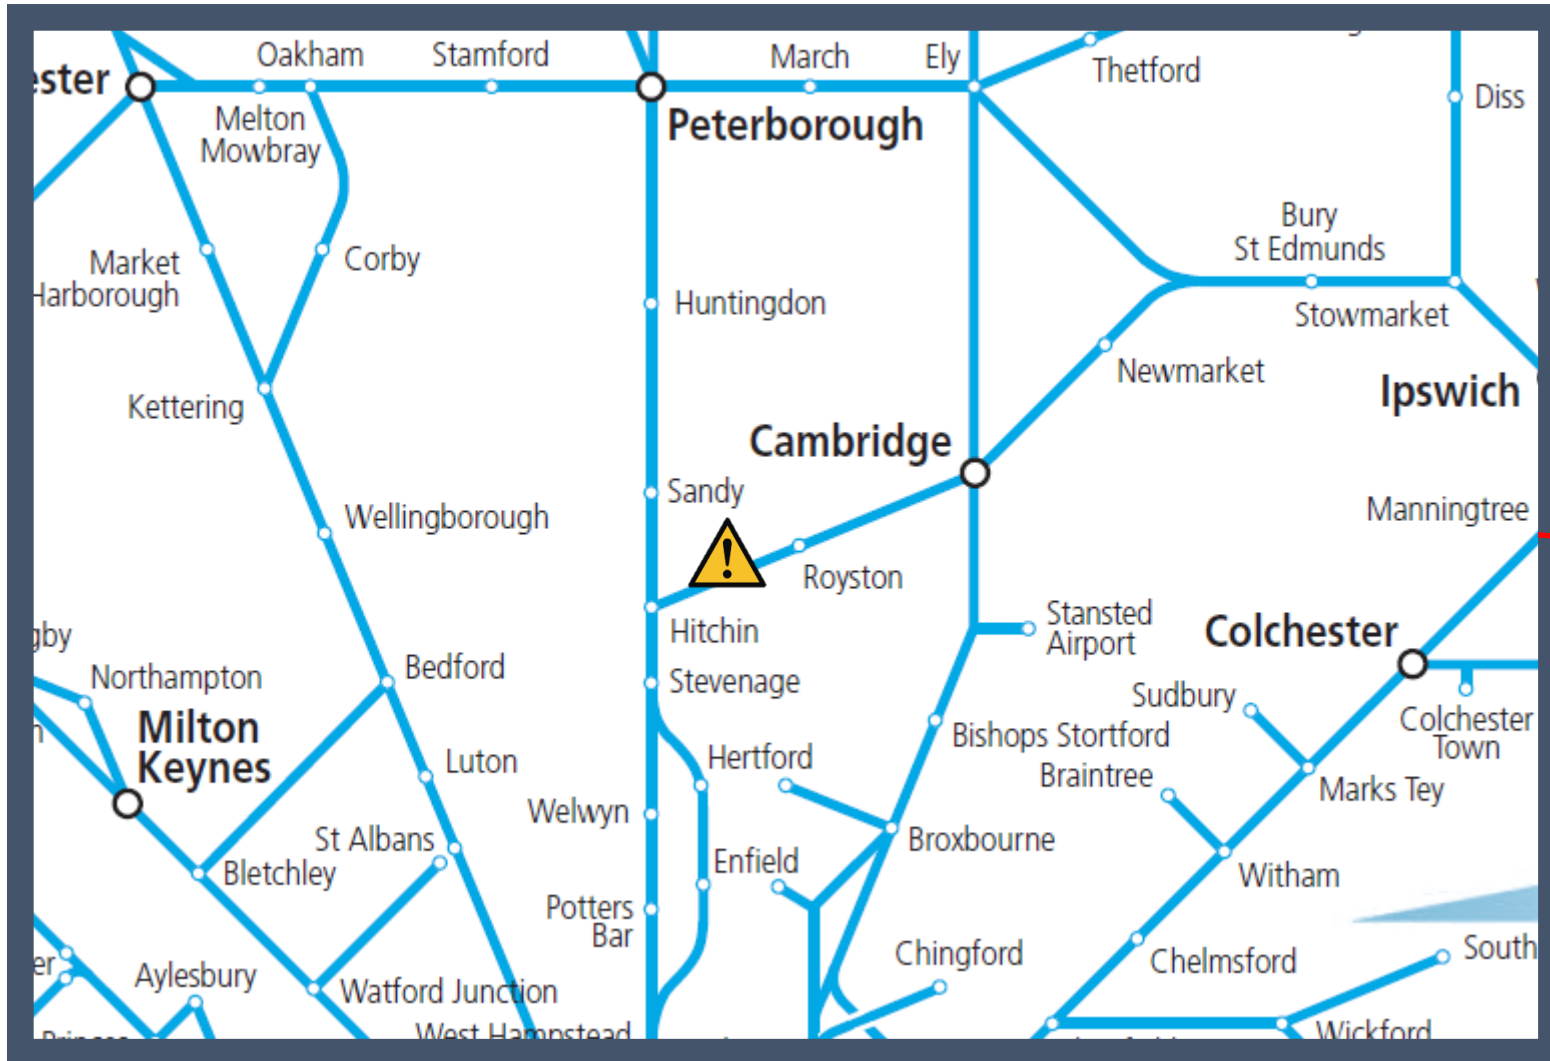 Oakham
Stamford
March
Ely
Thetford
ester
Diss
Melton
Mowbray
Peterborough
Bury
St Edmunds
Market
Harborough
Corby
Huntingdon
Stowmarket
Newmarket
Ipswich
Kettering
Cambridge
Sandy
Manningtree
Wellingborough
!
Royston
Hitchin
Stansted
Airport
Colchester
gby
Northampton
Bedford
Stevenage
Sudbury
Milton
Keynes
Colchester
Town
Bishops Stortford
Luton
Hertford
Braintree
Marks Tey
Welwyn
St Albans
Broxbourne
Bletchley
Enfield
Witham
Potters
Bar
er
Aylesbury
Chingford
Chelmsford
South
Watford Junction
West Hampstead
Wickford